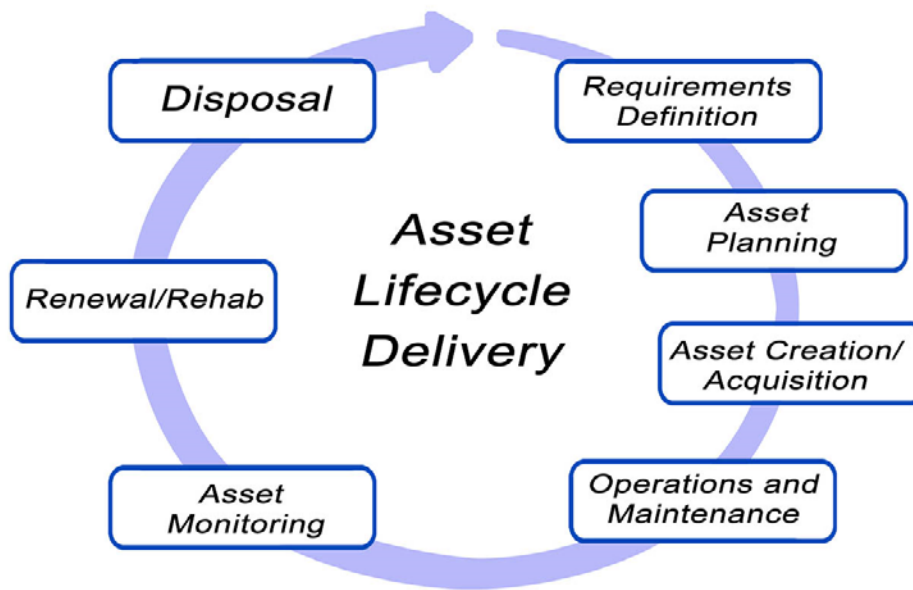 Requirements
Definition
Asset
Planning
Asset Creation/
Acquisition
Operations and
Maintenance
Asset
Monitoring
Renewal/Rehab
Disposal
Asset
Lifecycle
Delivery